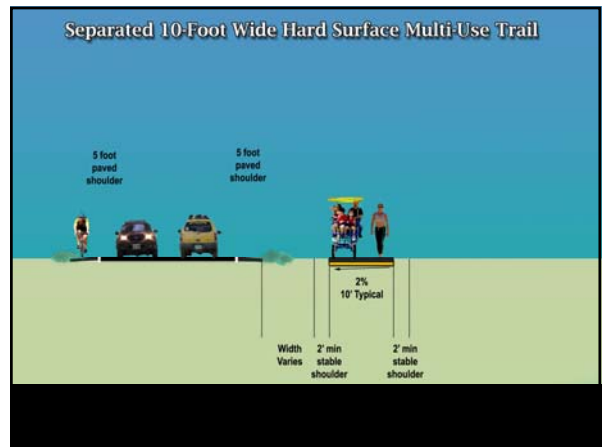 Separated 10-Foot Wide Hard Surface Multi-Use Trail
5 foot
paved
shoulder
5 foot
paved
shoulder
2%
10' Typical
Width
Varies
2' min
stable
shoulder
2' min
stable
shoulder